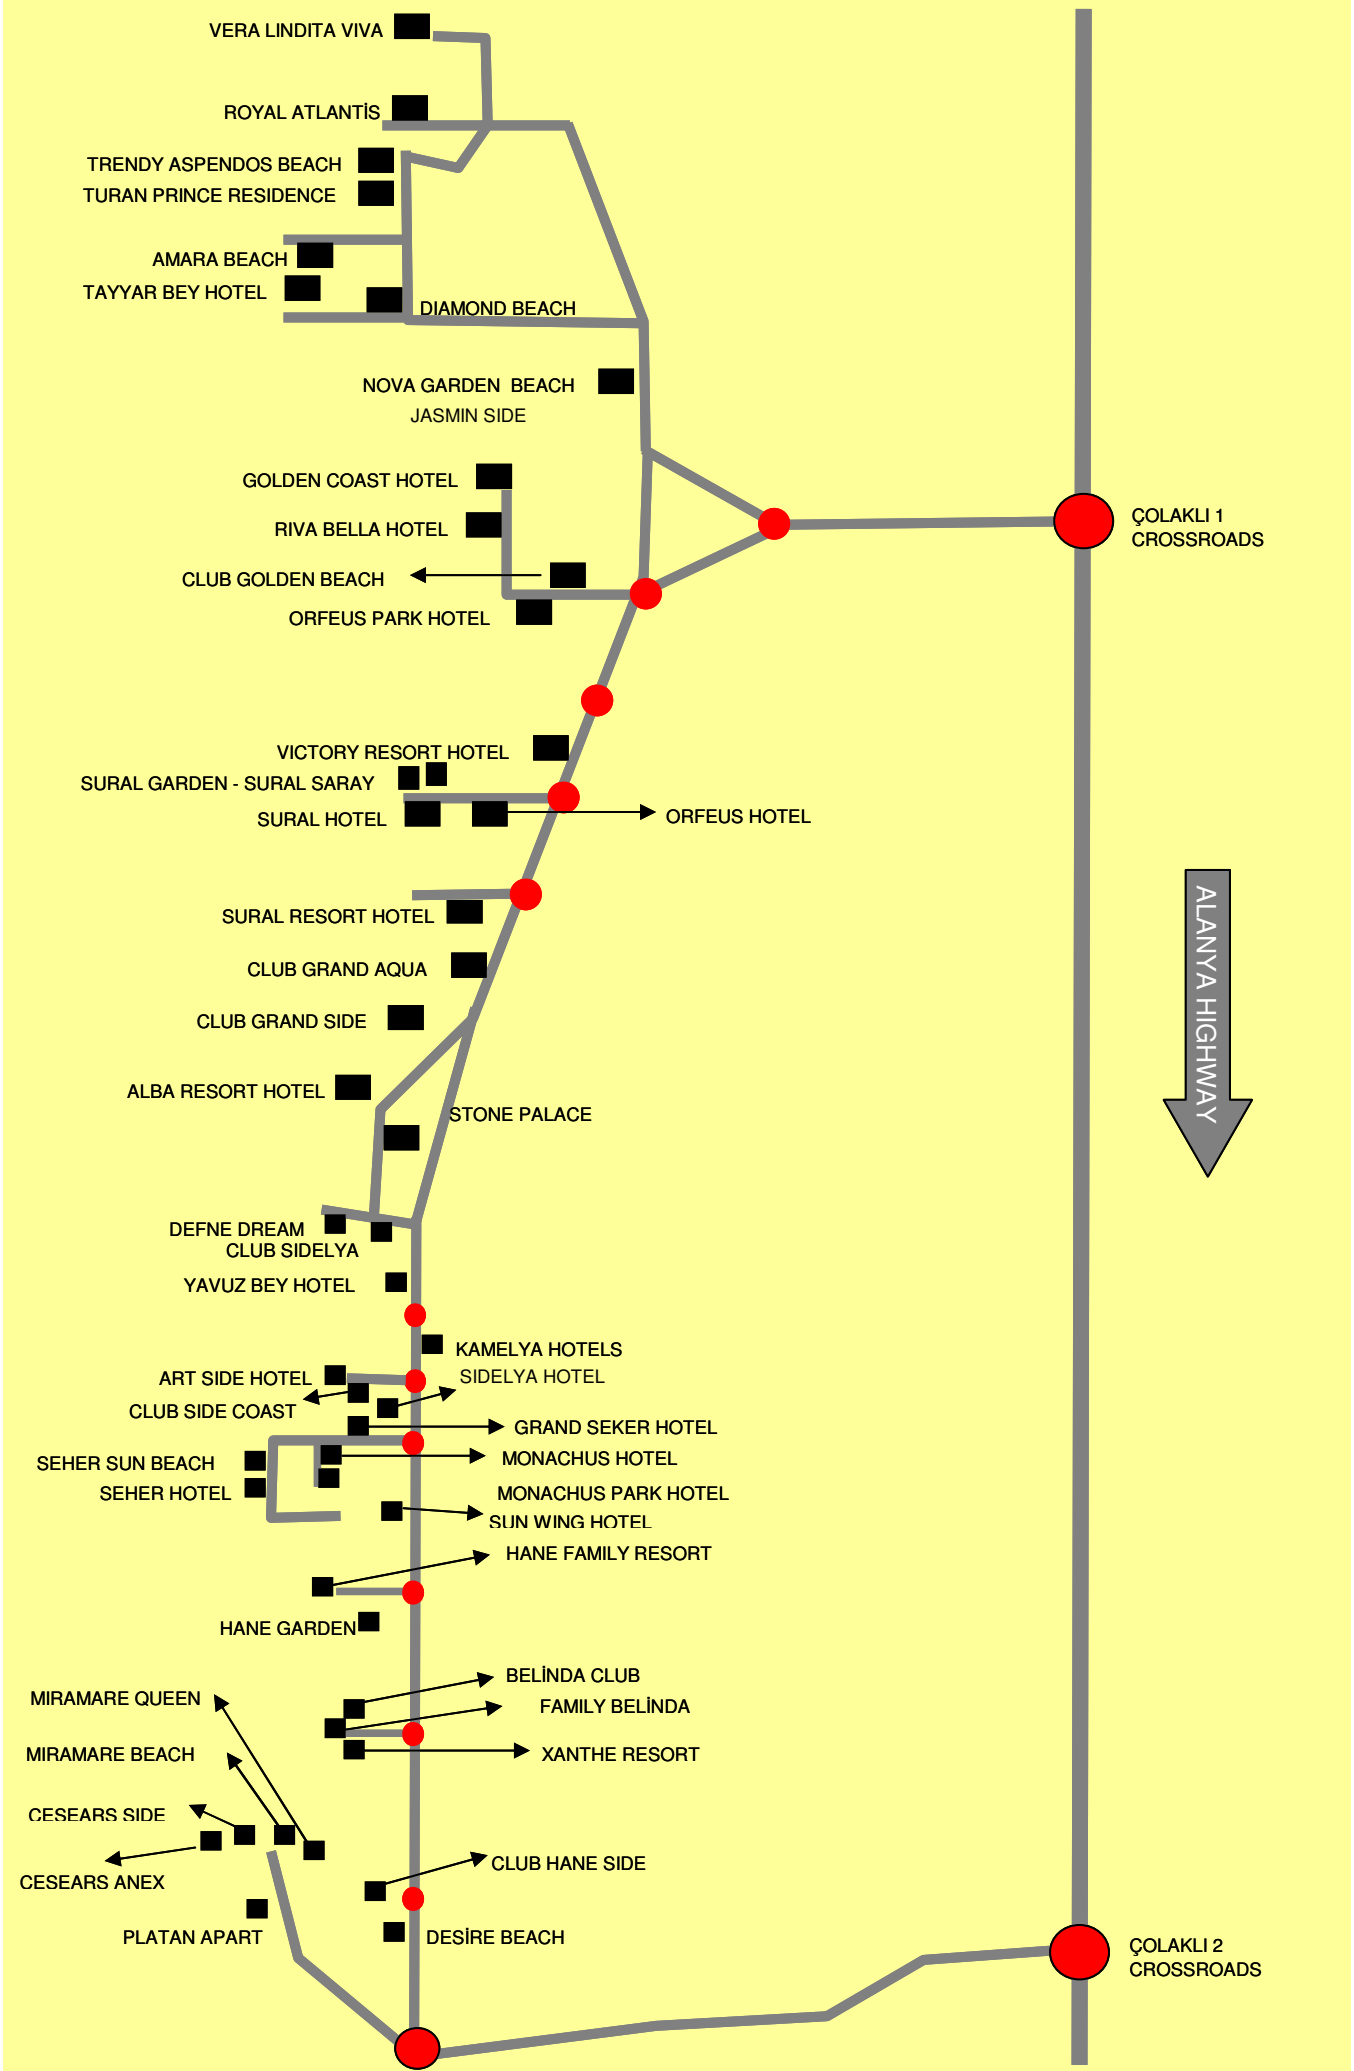 VERA LINDITA VIVA
ROYAL ATLANTİS
TRENDY ASPENDOS BEACH
TURAN PRINCE RESIDENCE
AMARA BEACH
TAYYAR BEY HOTEL
DIAMOND BEACH
NOVA GARDEN BEACH
JASMIN SIDE
GOLDEN COAST HOTEL
RIVA BELLA HOTEL
ÇOLAKLI 1
CROSSROADS
CLUB GOLDEN BEACH
ORFEUS PARK HOTEL
VICTORY RESORT HOTEL
SURAL GARDEN - SURAL SARAY
SURAL HOTEL
ORFEUS HOTEL
SURAL RESORT HOTEL
ALANYA HIGHWAY
CLUB GRAND AQUA
CLUB GRAND SIDE
ALBA RESORT HOTEL
STONE PALACE
DEFNE DREAM
CLUB SIDELYA
YAVUZ BEY HOTEL
KAMELYA HOTELS
ART SIDE HOTEL
SIDELYA HOTEL
CLUB SIDE COAST
GRAND SEKER HOTEL
SEHER SUN BEACH
MONACHUS HOTEL
SEHER HOTEL
MONACHUS PARK HOTEL
SUN WING HOTEL
HANE FAMILY RESORT
HANE GARDEN
BELİNDA CLUB
MIRAMARE QUEEN
FAMILY BELİNDA
MIRAMARE BEACH
XANTHE RESORT
CESEARS SIDE
CLUB HANE SIDE
CESEARS ANEX
PLATAN APART
DESİRE BEACH
ÇOLAKLI 2
CROSSROADS